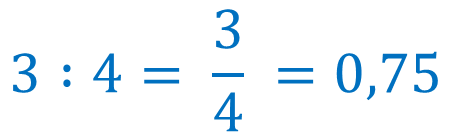 3 : 4 = 3/4 = 0,75